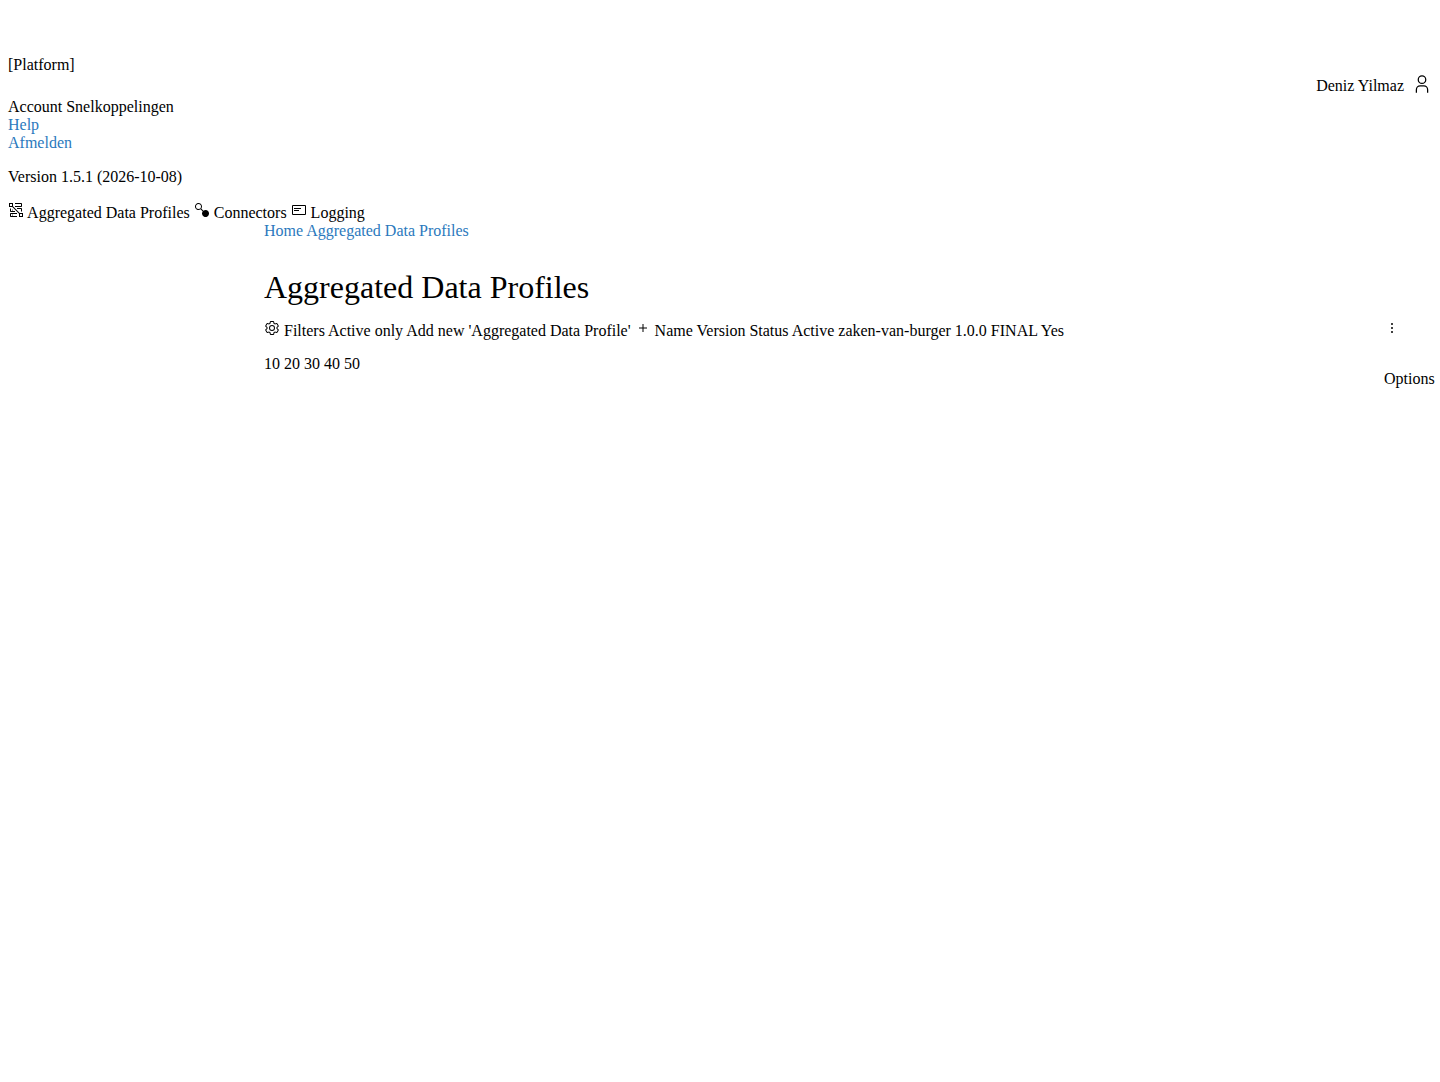 [Platform]
Deniz Yilmaz
Account Snelkoppelingen
Help
Afmelden
Version 1.5.1 (2026-10-08)
Aggregated Data Profiles Connectors Logging
Home Aggregated Data Profiles
Aggregated Data Profiles
Filters Active only Add new 'Aggregated Data Profile' Name Version Status Active zaken-van-burger 1.0.0 FINAL Yes
10 20 30 40 50
Options